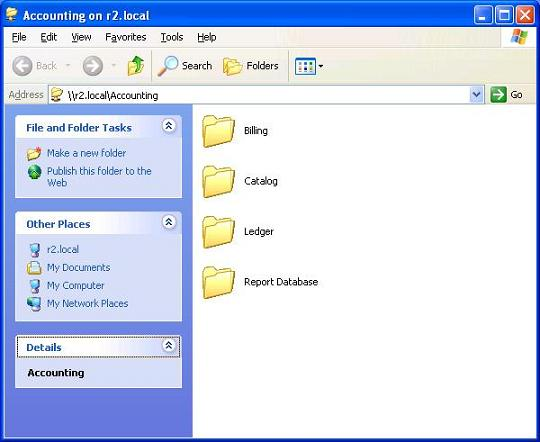 Accounting on r2.local
File Edit View Favorites Tools Help
Back Search Folders
Address \\r2.local\Accounting Go
File and Folder Tasks
Make a new folder
Publish this folder to the
Web
Other Places
r2.local
My Documents
My Computer
My Network Places
Details
Accounting
Billing
Catalog
Ledger
Report Database